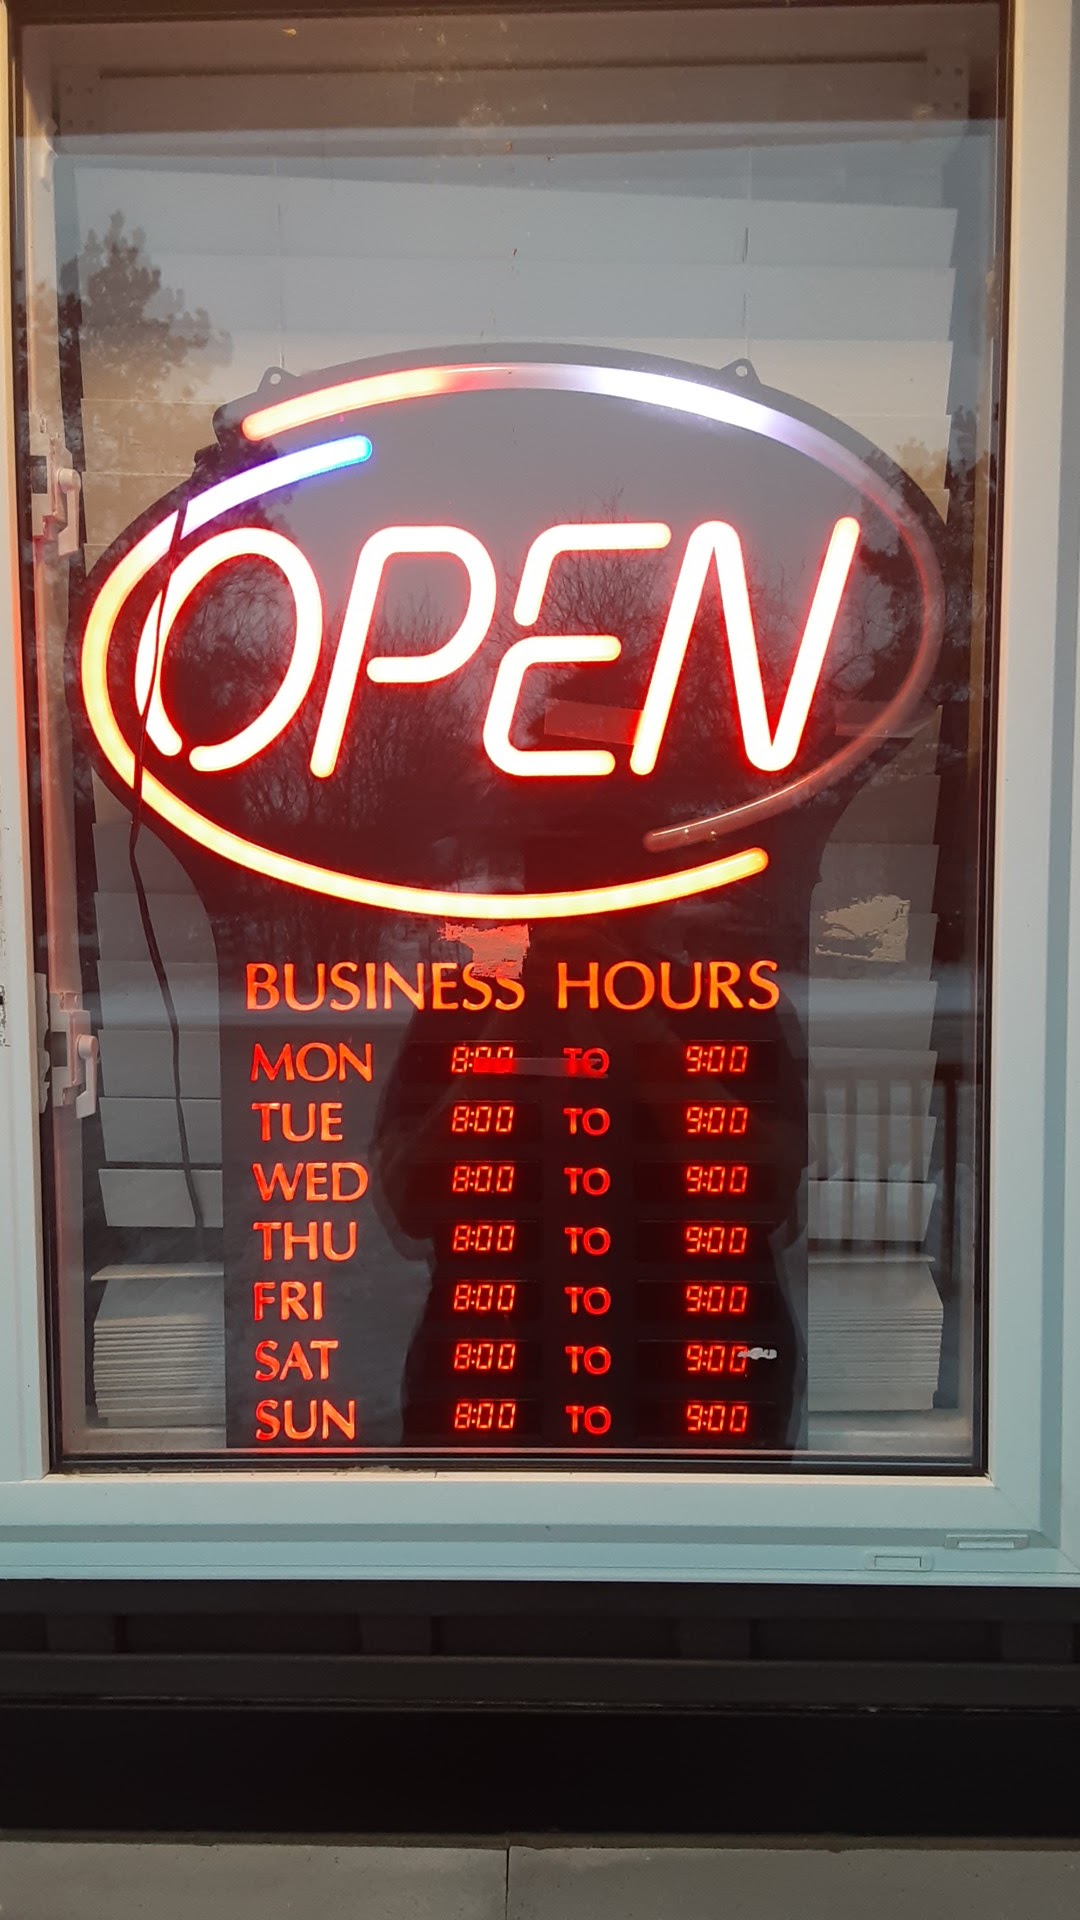 OPEN
BUSINESS HOURS
MON 8:00 TO 9:00
TUE 8:00 TO 9:00
WED 8:00 TO 9:00
THU 8:00 TO 9:00
FRI 8:00 TO 9:00
SAT 8:00 TO 9:00
SUN 8:00 TO 9:00